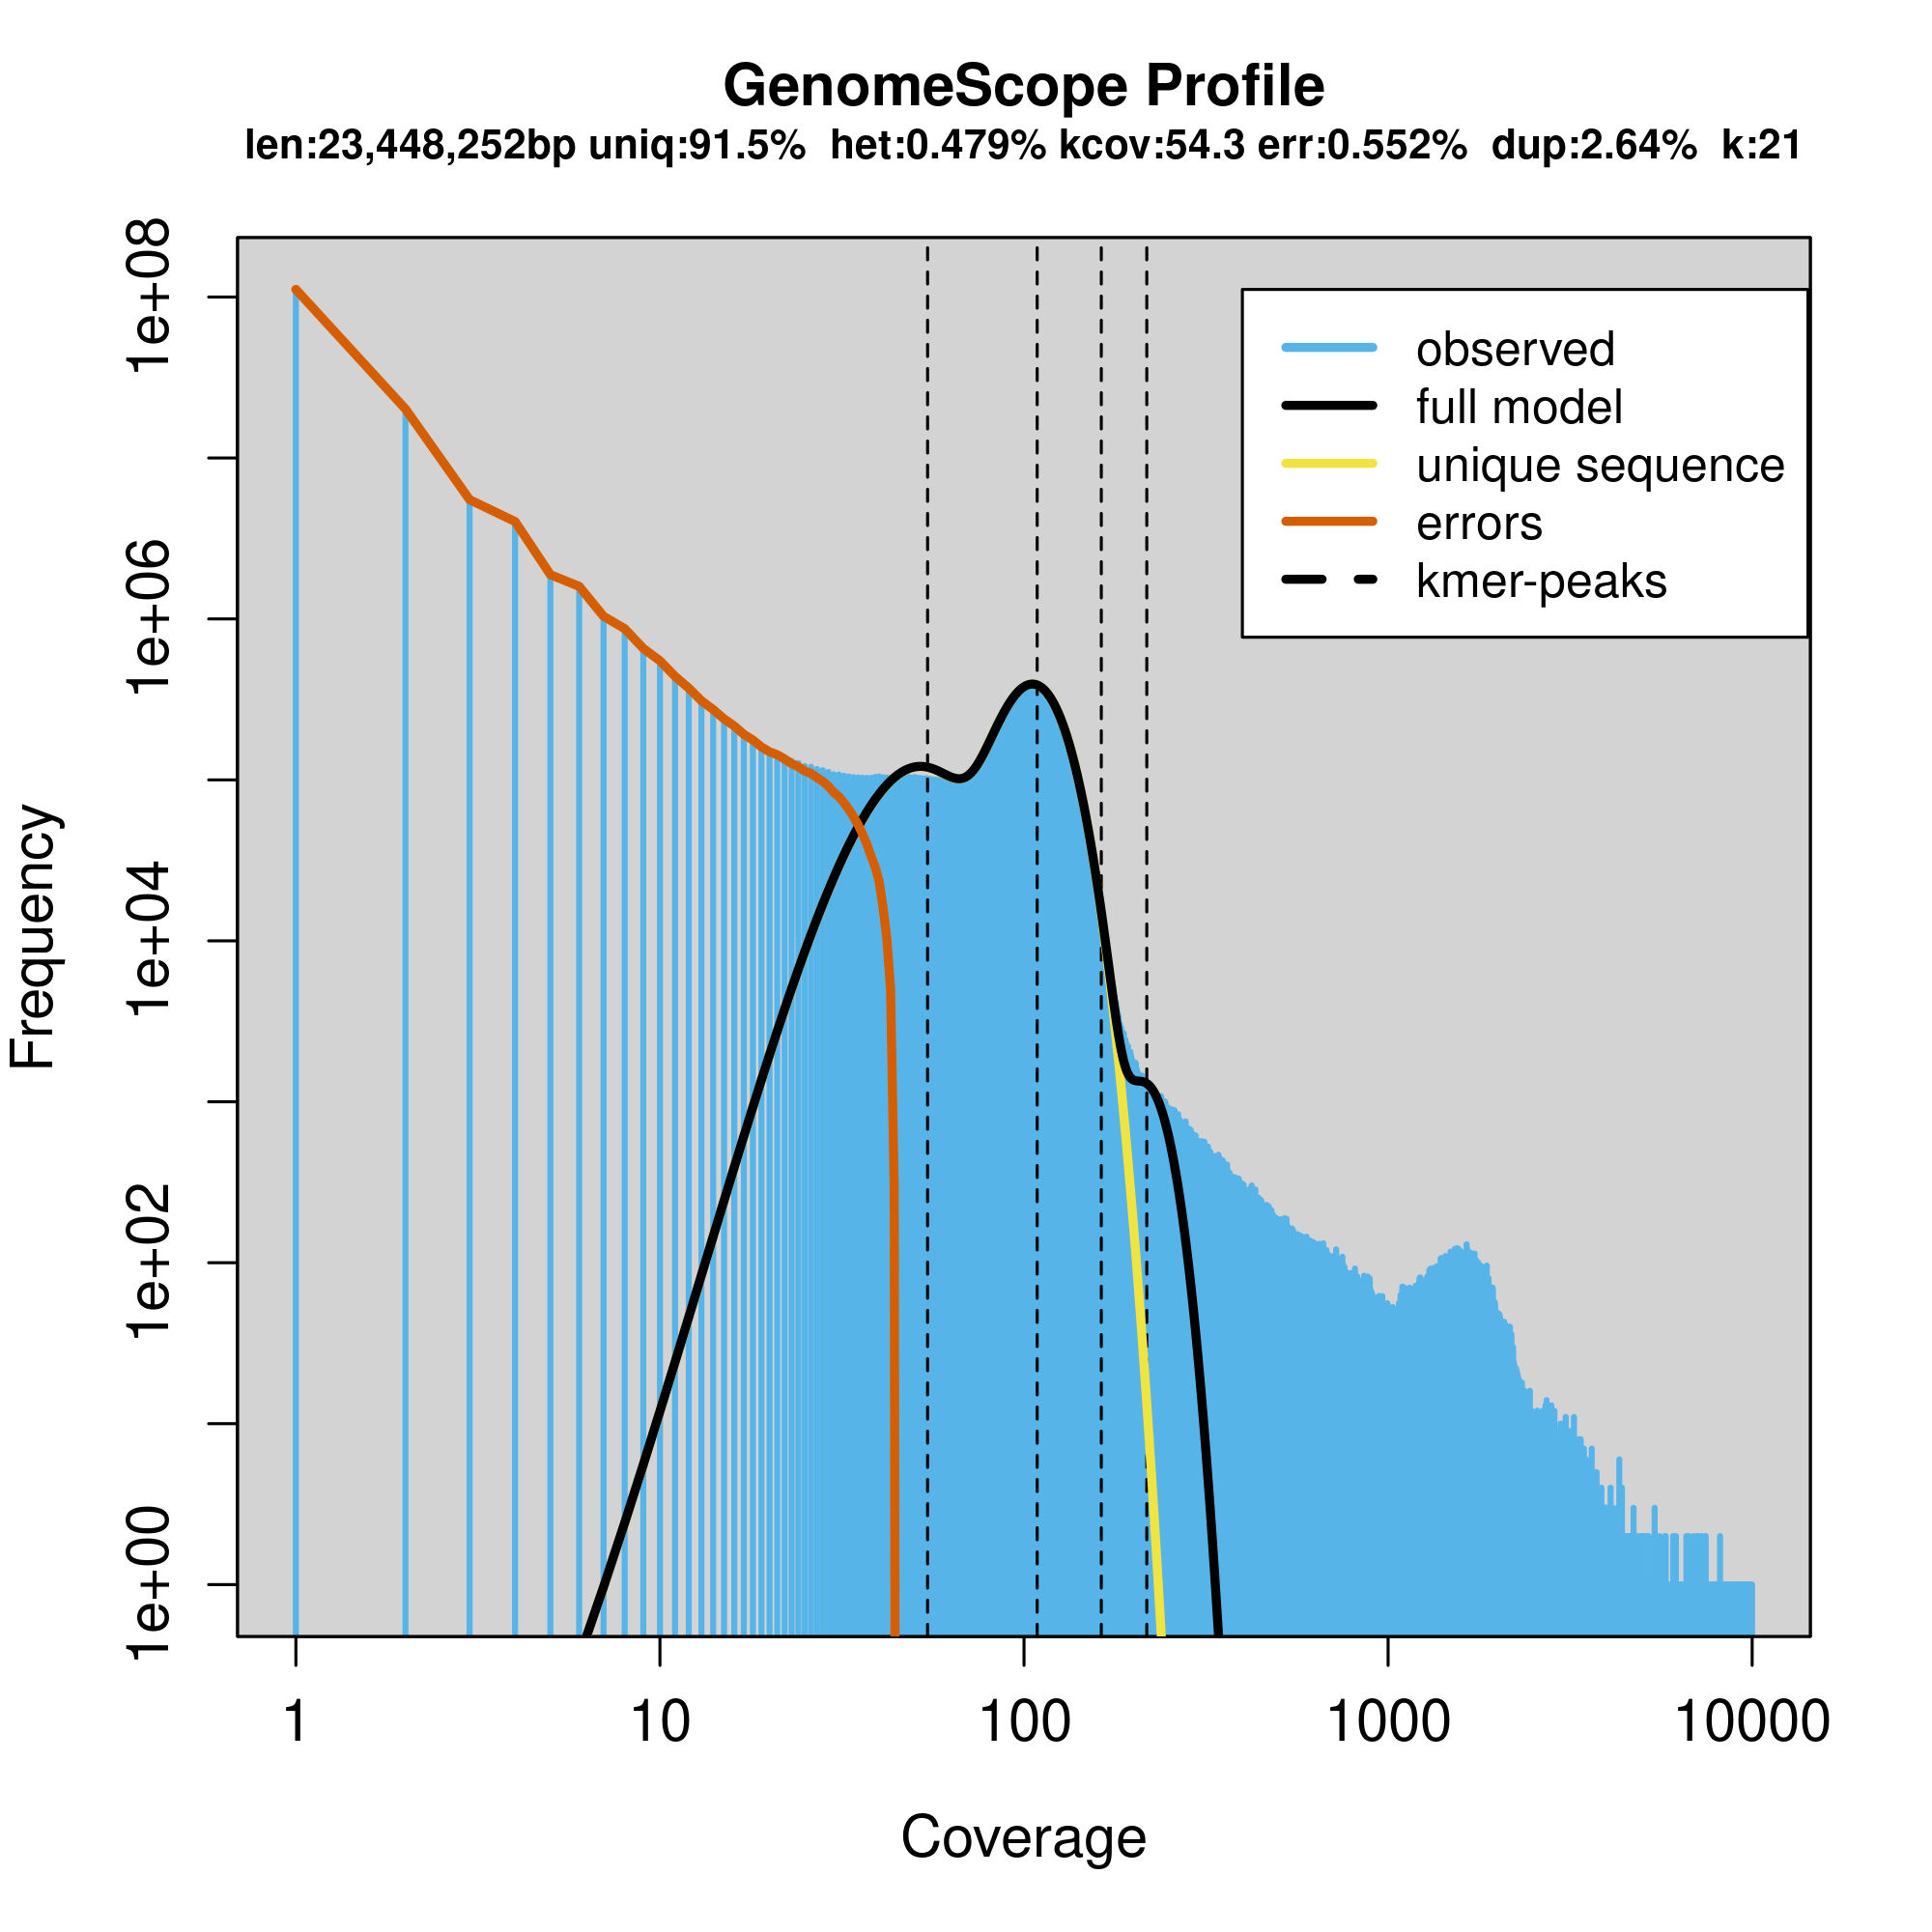 GenomeScope Profile
len:23,448,252bp uniq:91.5% het:0.479% kcov:54.3 err:0.552% dup:2.64% k:21
observed
full model
unique sequence
errors
kmer-peaks
Frequency
1e+08
1e+06
1e+04
1e+02
1e+00
1
10
100
1000
10000
Coverage